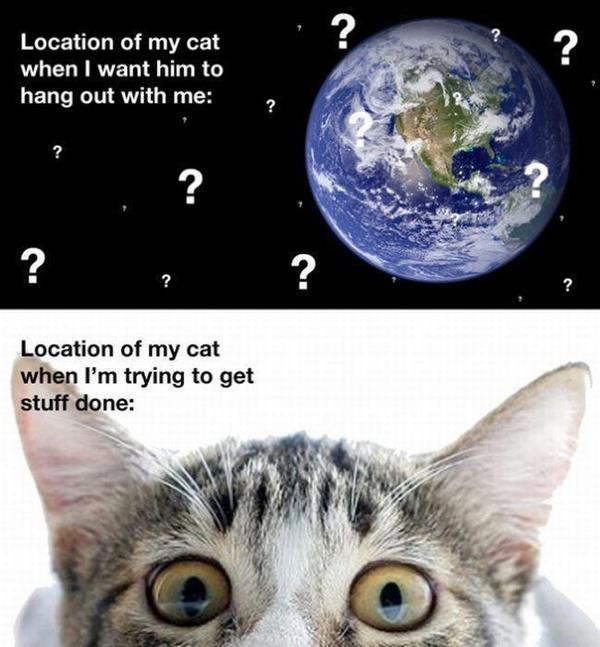 Location of my cat
when I want him to
hang out with me:
? ? ? ?
?
? ?
? ?
?
?
? ?
? ? ?
Location of my cat
when I'm trying to get
stuff done: